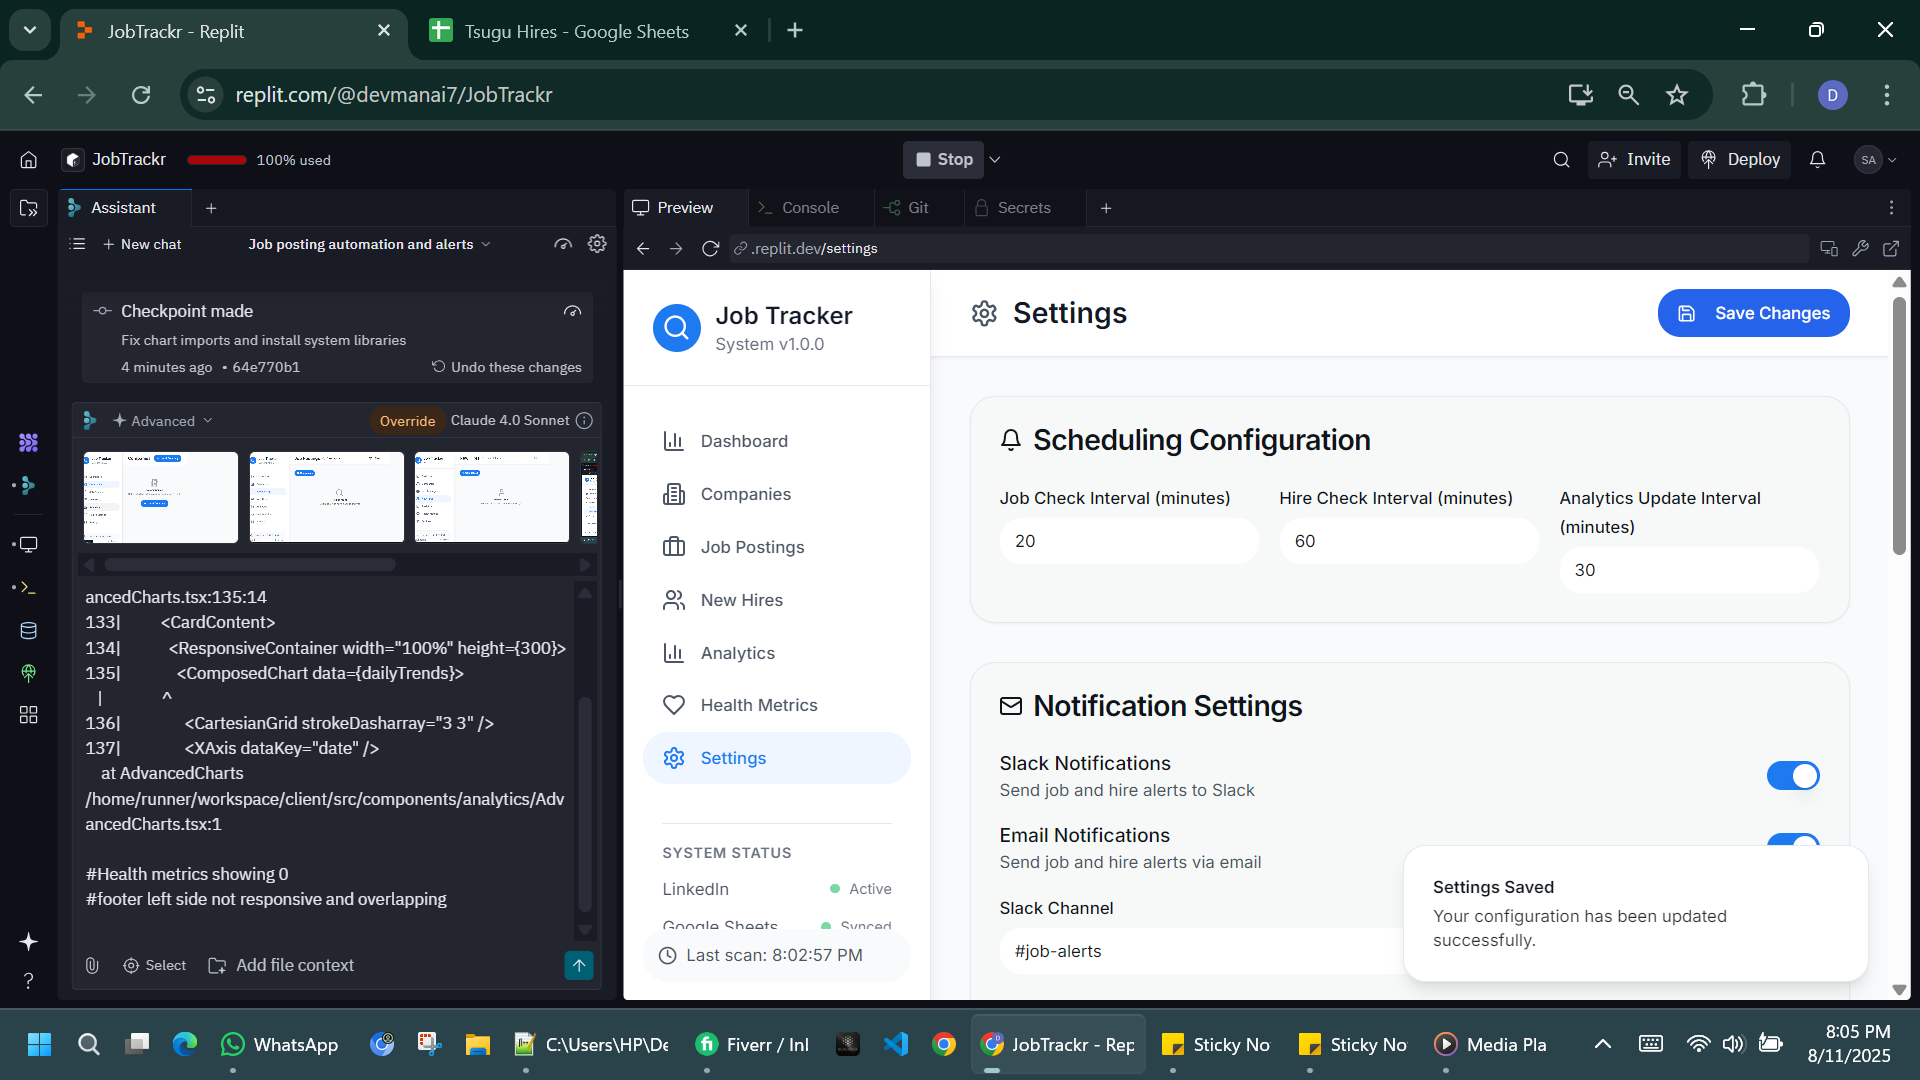 JobTrackr - Replit
Tsugu Hires - Google Sheets
replit.com/@devmanai7/JobTrackr
D
JobTrackr
100% used
Stop
Invite
Deploy
SA
Assistant
New chat
Job posting automation and alerts
Checkpoint made
Fix chart imports and install system libraries
4 minutes ago • 64e770b1
Undo these changes
Advanced
Override
Claude 4.0 Sonnet
ancedCharts.tsx:135:14
133| <CardContent>
134| <ResponsiveContainer width="100%" height={300}>
135| <ComposedChart data={dailyTrends}>
| ^
136| <CartesianGrid strokeDasharray="3 3" />
137| <XAxis dataKey="date" />
at AdvancedCharts
/home/runner/workspace/client/src/components/analytics/Adv
ancedCharts.tsx:1
#Health metrics showing 0
#footer left side not responsive and overlapping
Select
Add file context
Preview
Console
Git
Secrets
.replit.dev/settings
Job Tracker
System v1.0.0
Dashboard
Companies
Job Postings
New Hires
Analytics
Health Metrics
Settings
SYSTEM STATUS
LinkedIn
Active
Google Sheets
Synced
Last scan: 8:02:57 PM
Settings
Save Changes
Scheduling Configuration
Job Check Interval (minutes)
20
Hire Check Interval (minutes)
60
Analytics Update Interval
(minutes)
30
Notification Settings
Slack Notifications
Send job and hire alerts to Slack
Email Notifications
Send job and hire alerts via email
Slack Channel
#job-alerts
Settings Saved
Your configuration has been updated
successfully.
WhatsApp
C:\Users\HP\De
Fiverr / Inl
JobTrackr - Rep
Sticky No
Sticky No
Media Pla
8:05 PM
8/11/2025